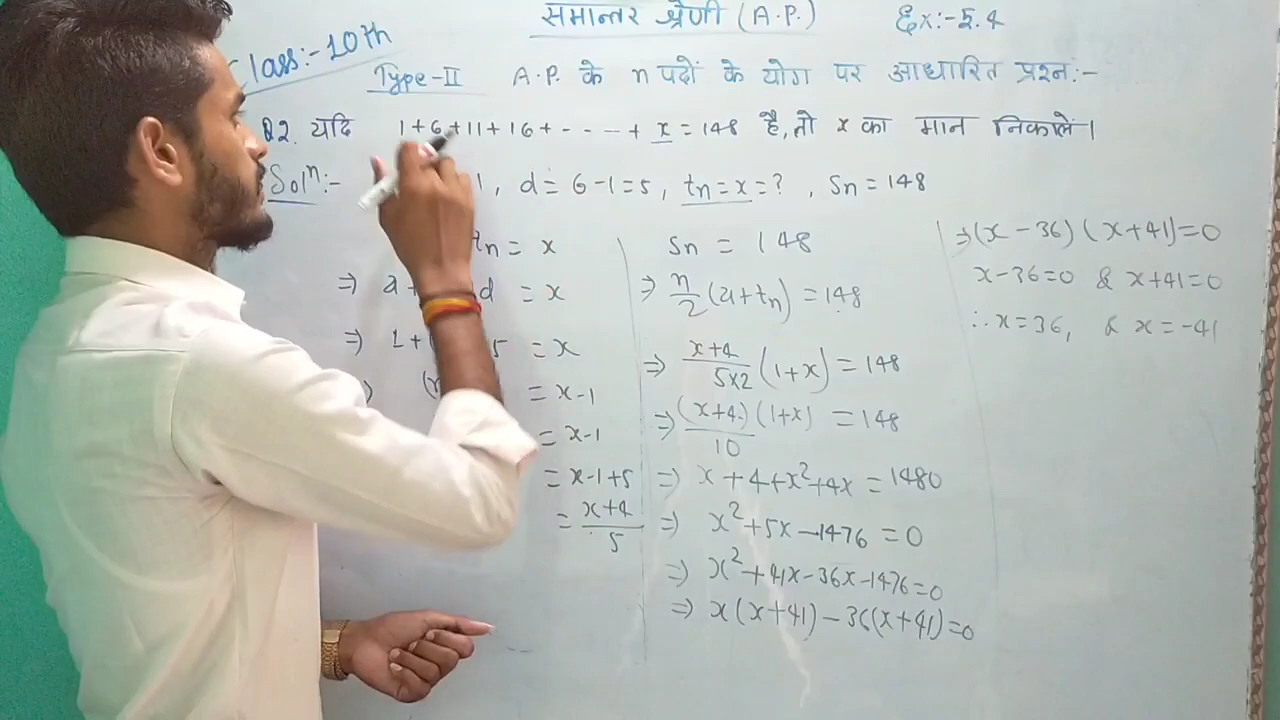 समान्तर श्रेणी (A.P.) Ex:-5.4
Class:-10th
Type-II A.P. के n पदों के योग पर आधारित प्रश्न:-
Q2. यदि 1+6+11+16+----+x=148 है, तो x का मान निकालें।
Solⁿ:- 1, d=6-1=5, tn=x=?, Sn=148
tn = x
⇒ a+ d = x
⇒ 1+ 5 = x
= x-1
= x-1
= x-1+5
= x+4/5
Sn = 148
⇒ n/2 (a+tn) = 148
⇒ x+4/5×2 (1+x) = 148
⇒ (x+4)(1+x)/10 = 148
⇒ x+4+x²+4x = 1480
⇒ x²+5x-1476 = 0
⇒ x²+41x-36x-1476=0
⇒ x(x+41)-36(x+41)=0
⇒(x-36)(x+41)=0
x-36=0 & x+41=0
∴x=36, & x=-41